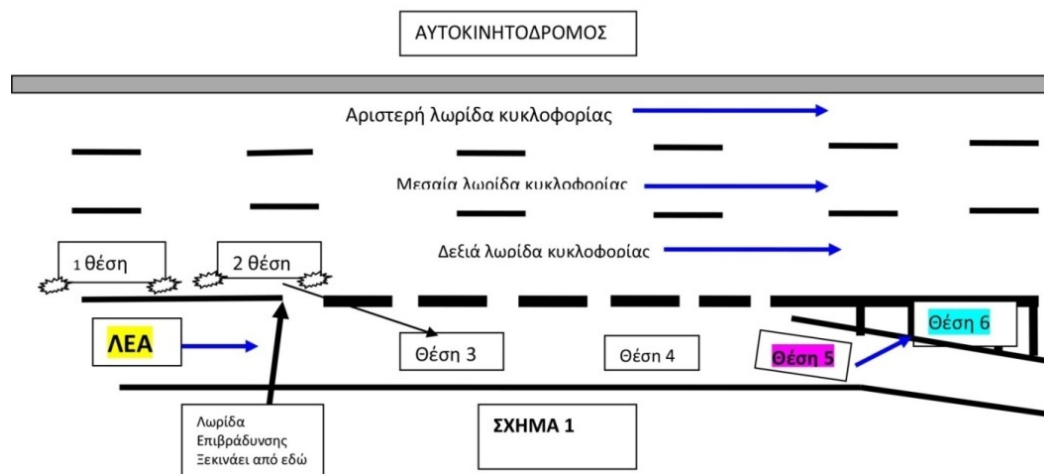 ΑΥΤΟΚΙΝΗΤΟΔΡΟΜΟΣ
Αριστερή λωρίδα κυκλοφορίας
Μεσαία λωρίδα κυκλοφορίας
Δεξιά λωρίδα κυκλοφορίας
1 θέση
2 θέση
ΛΕΑ
Θέση 3
Θέση 4
Θέση 5
Θέση 6
Λωρίδα
Επιβράδυνσης
Ξεκινάει από εδώ
ΣΧΗΜΑ 1